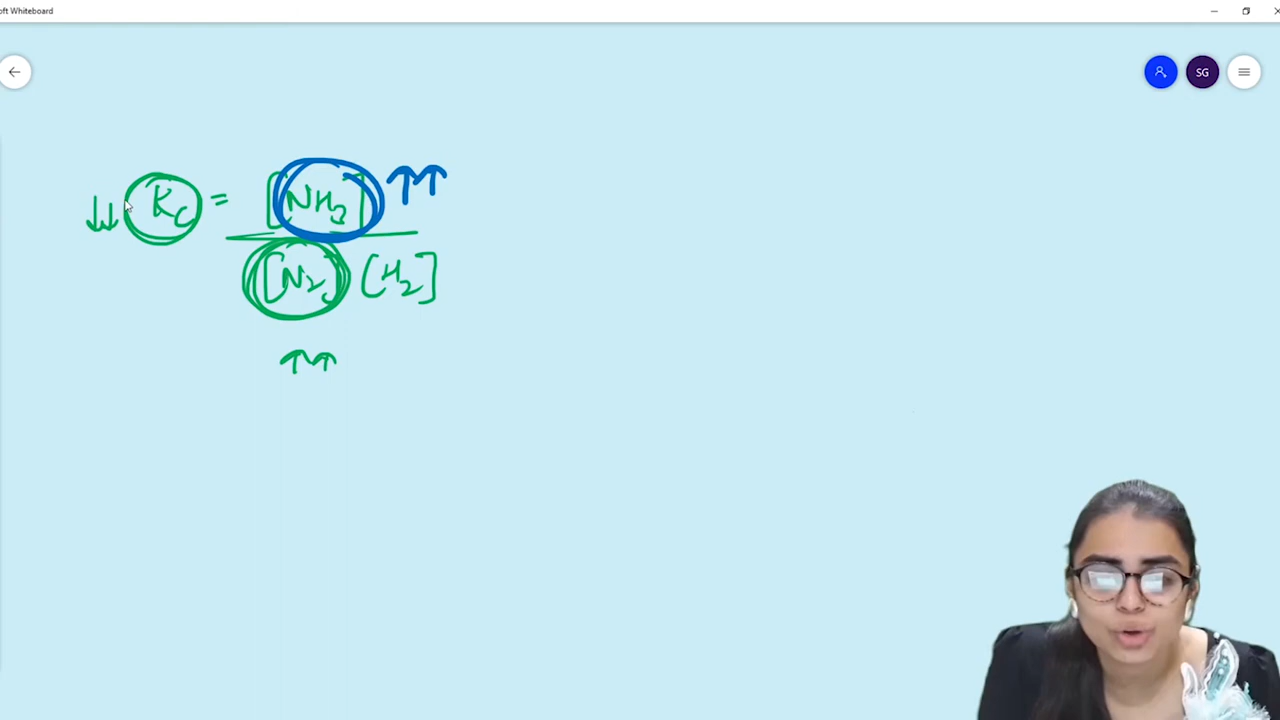 oft Whiteboard
SG
↓↓ Kc = [NH3] ↑↑
[N2] [H2]
↑↑